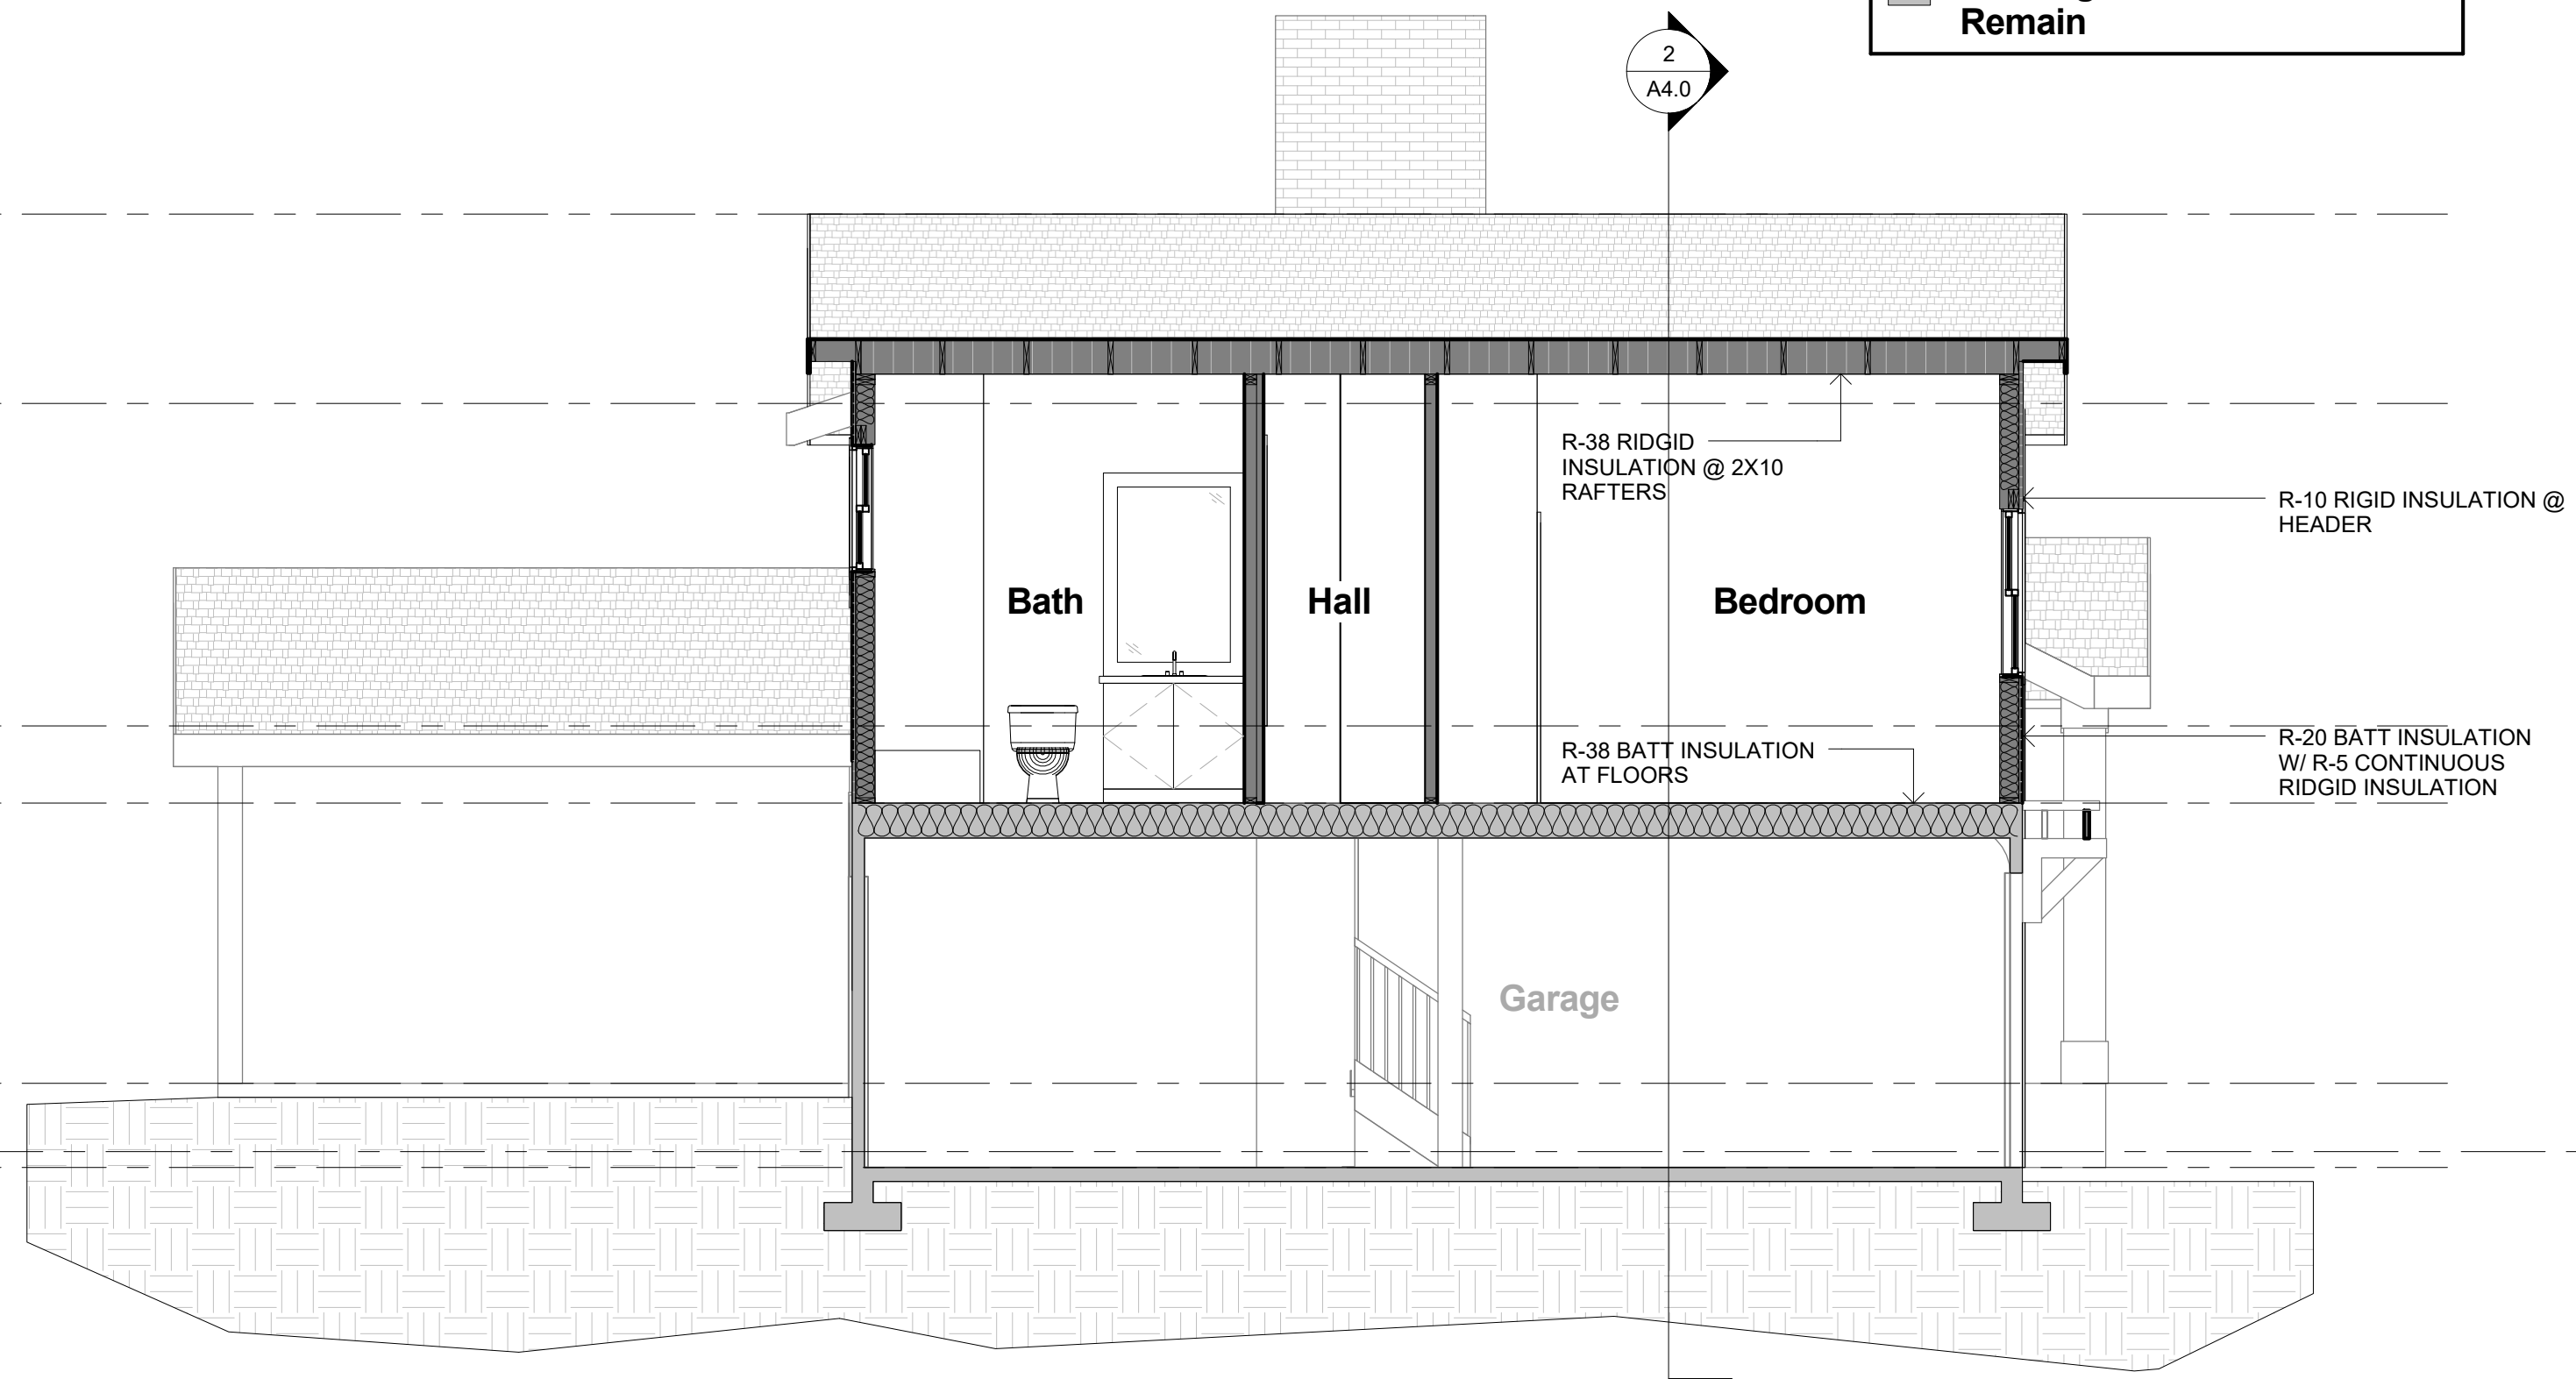 Remain
2
A4.0
R-38 RIDGID
INSULATION @ 2X10
RAFTERS
R-10 RIGID INSULATION @
HEADER
Bath
Hall
Bedroom
R-38 BATT INSULATION
AT FLOORS
R-20 BATT INSULATION
W/ R-5 CONTINUOUS
RIDGID INSULATION
Garage